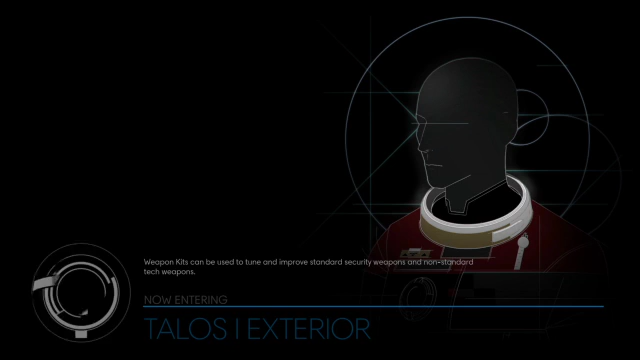 Weapon Kits can be used to tune and improve standard security weapons and non-standard
tech weapons.
NOW ENTERING
TALOS I EXTERIOR